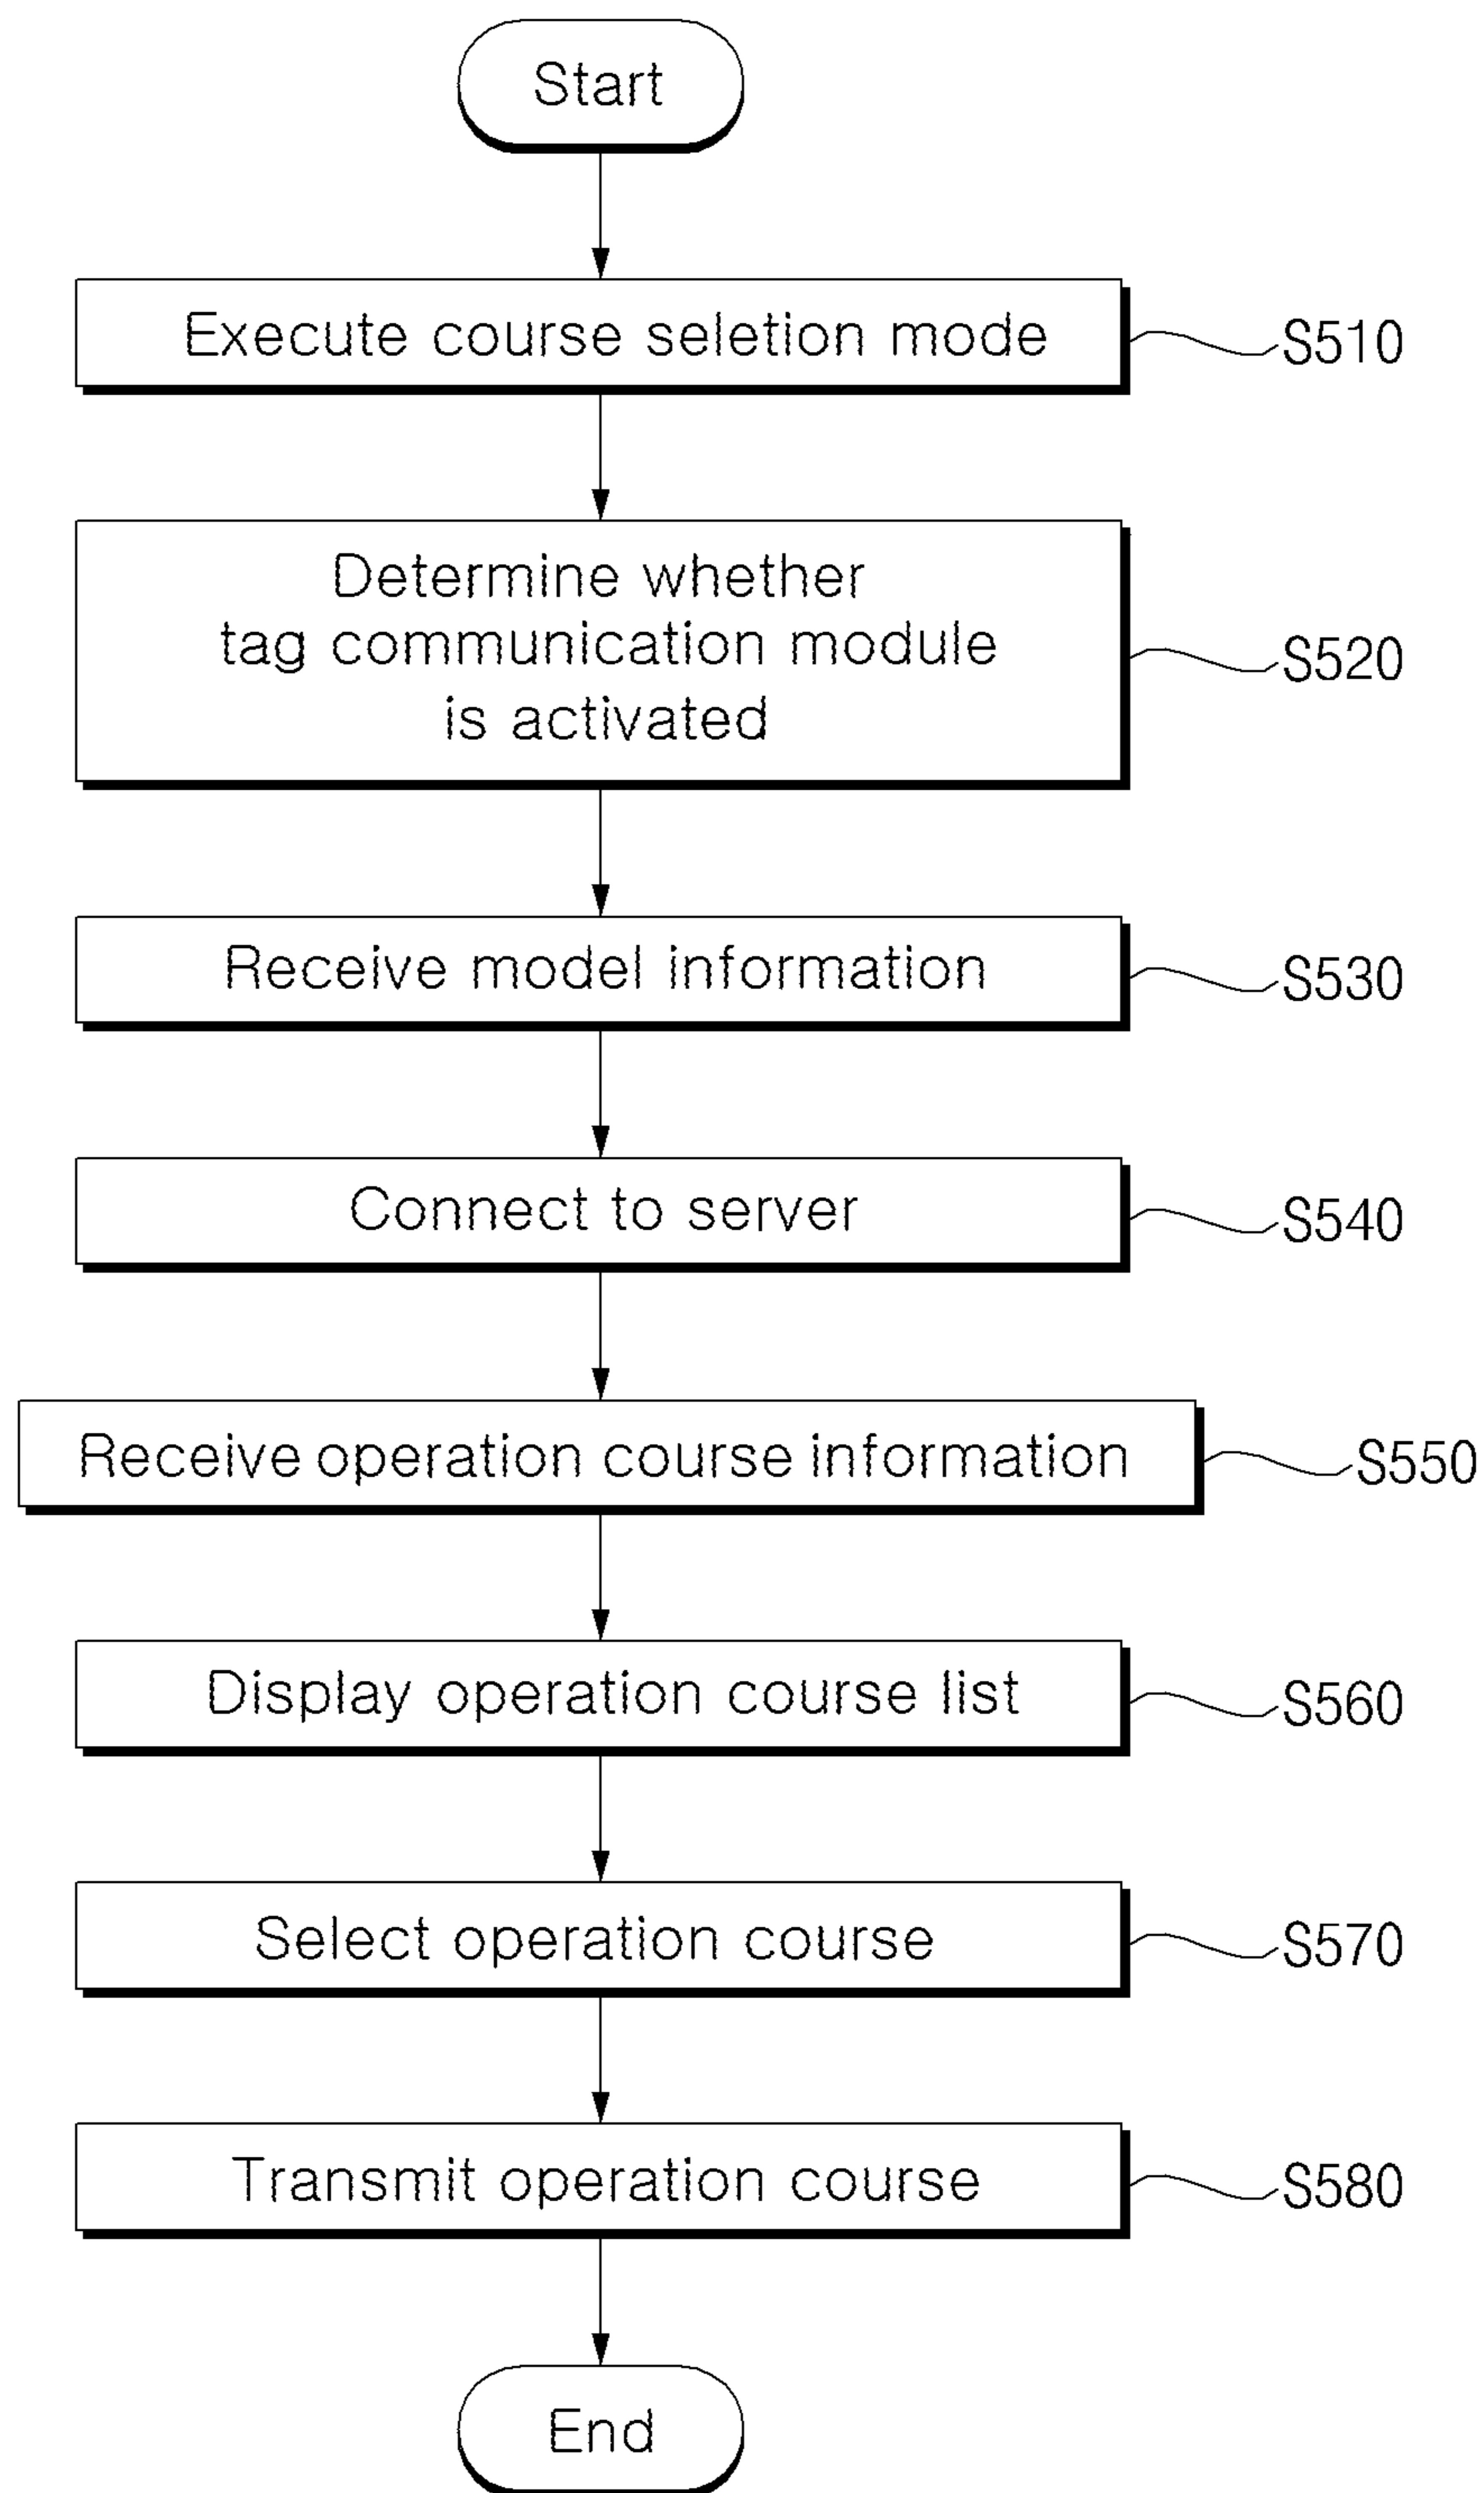 Start
Execute course seletion mode
S510
Determine whether
tag communication module
is activated
S520
Receive model information
S530
Connect to server
S540
Receive operation course information
S550
Display operation course list
S560
Select operation course
S570
Transmit operation course
S580
End